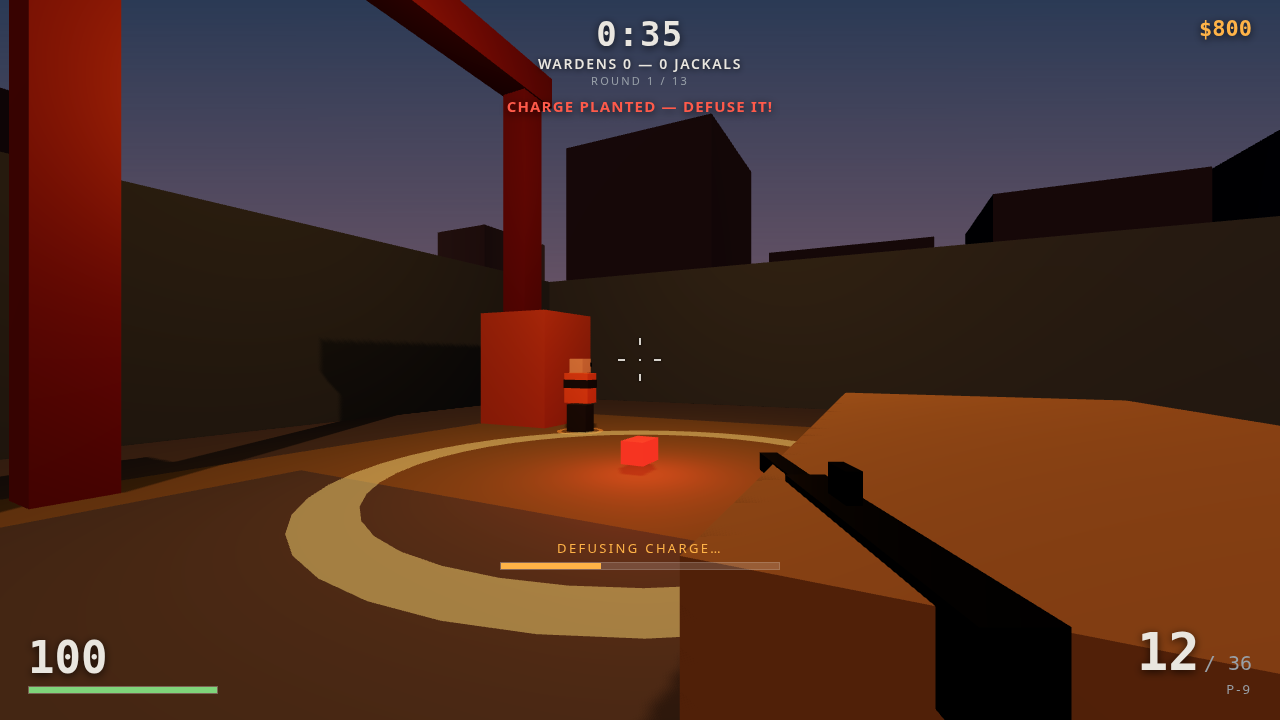 0:35
WARDENS 0 — 0 JACKALS
ROUND 1 / 13
CHARGE PLANTED — DEFUSE IT!
$800
DEFUSING CHARGE…
100
12 / 36
P-9